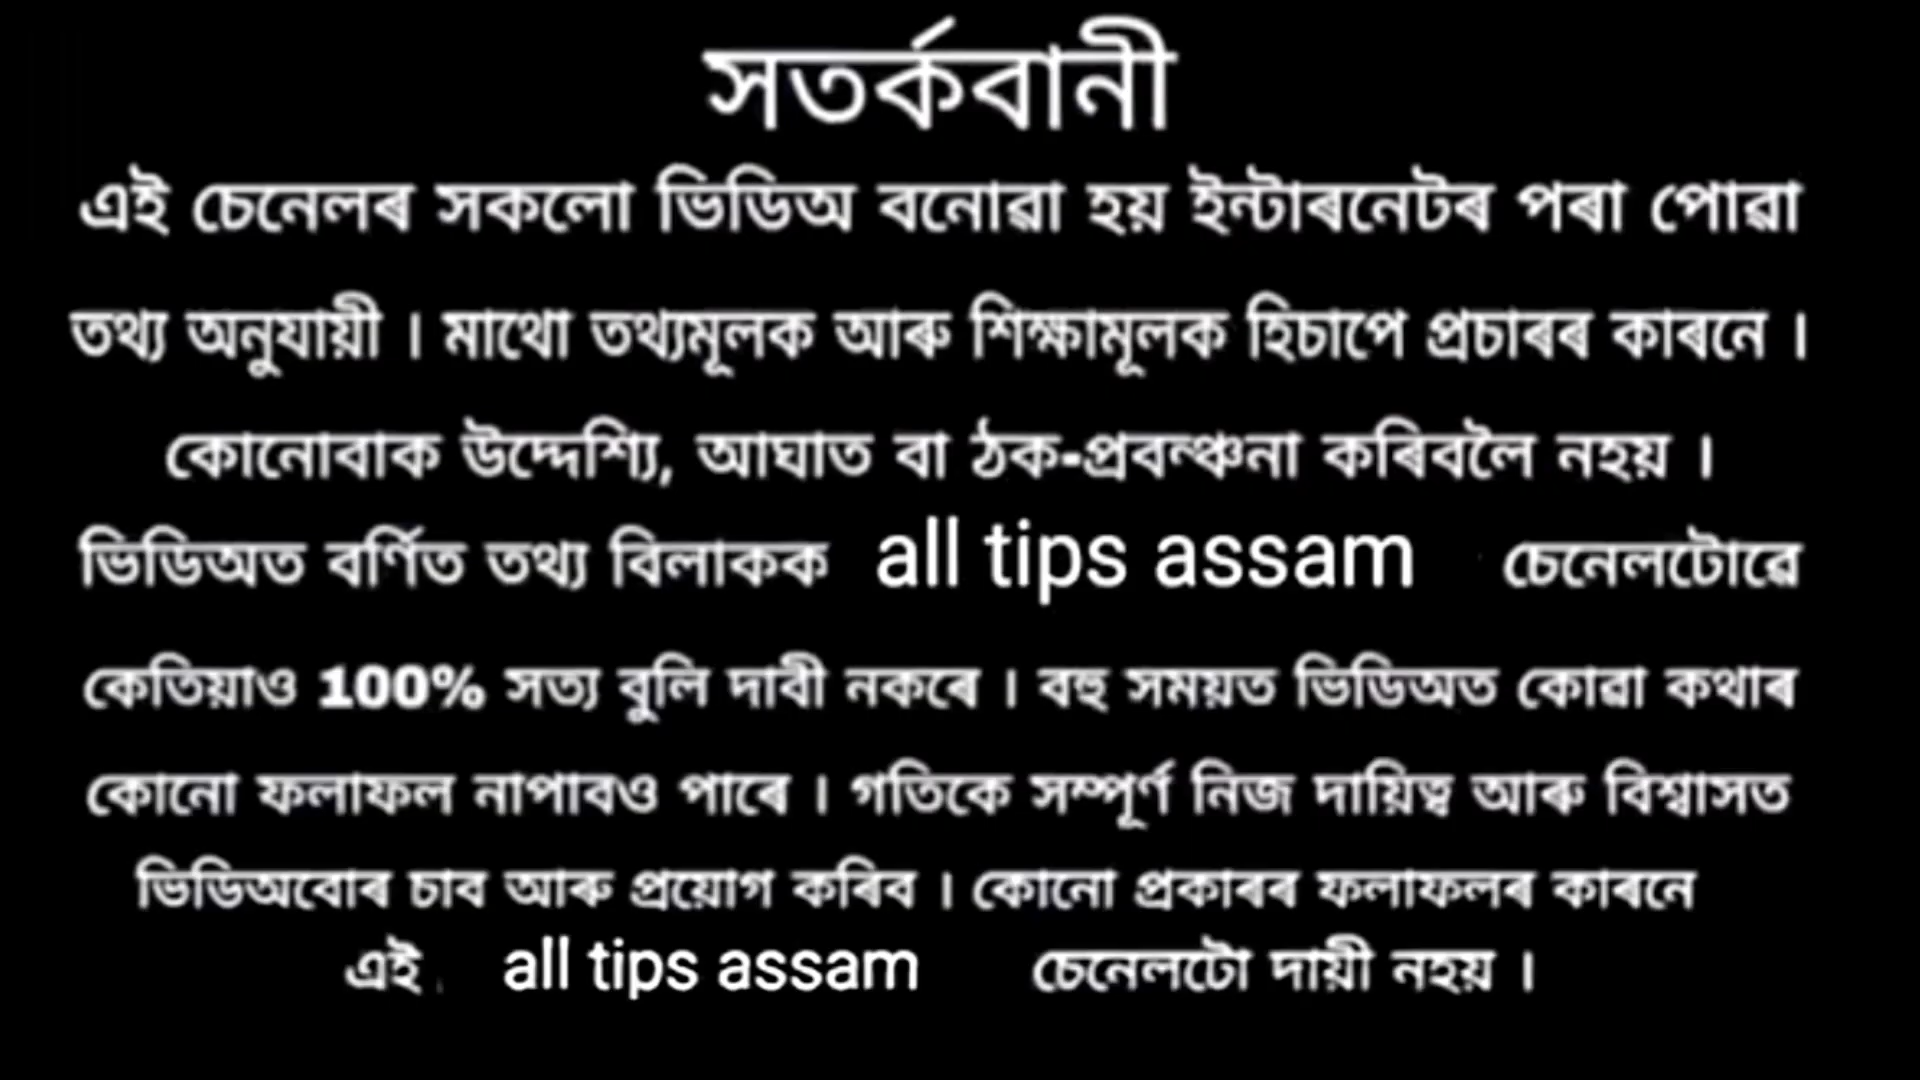 সতৰ্কবানী
এই চেনেলৰ সকলো ভিডিঅ বনোৱা হয় ইন্টাৰনেটৰ পৰা পোৱা
তথ্য অনুযায়ী । মাথো তথ্যমূলক আৰু শিক্ষামূলক হিচাপে প্ৰচাৰৰ কাৰনে ।
কোনোবাক উদ্দেশ্যি, আঘাত বা ঠক-প্ৰবন্ঞ্চনা কৰিবলৈ নহয় ।
ভিডিঅত বৰ্ণিত তথ্য বিলাকক all tips assam চেনেলটোৱে
কেতিয়াও 100% সত্য বুলি দাবী নকৰে । বহু সময়ত ভিডিঅত কোৱা কথাৰ
কোনো ফলাফল নাপাবও পাৰে । গতিকে সম্পূৰ্ণ নিজ দায়িত্ব আৰু বিশ্বাসত
ভিডিঅবোৰ চাব আৰু প্ৰয়োগ কৰিব । কোনো প্ৰকাৰৰ ফলাফলৰ কাৰনে
এই all tips assam চেনেলটো দায়ী নহয় ।